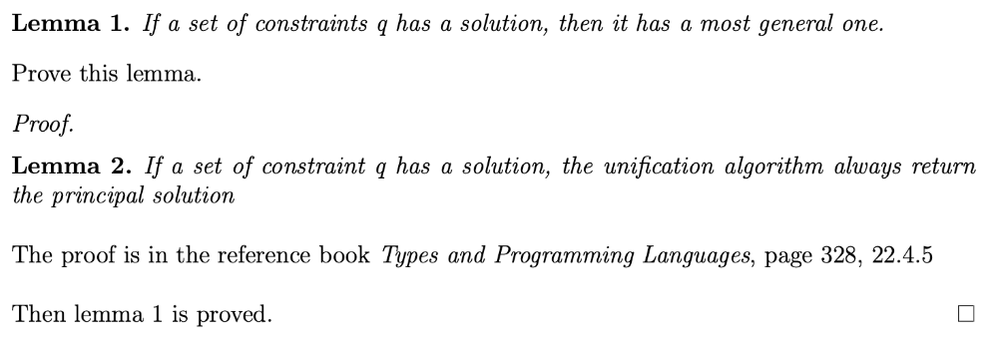 Lemma 1. If a set of constraints q has a solution, then it has a most general one.
Prove this lemma.
Proof.
Lemma 2. If a set of constraint q has a solution, the unification algorithm always return
the principal solution
The proof is in the reference book Types and Programming Languages, page 328, 22.4.5
Then lemma 1 is proved. □